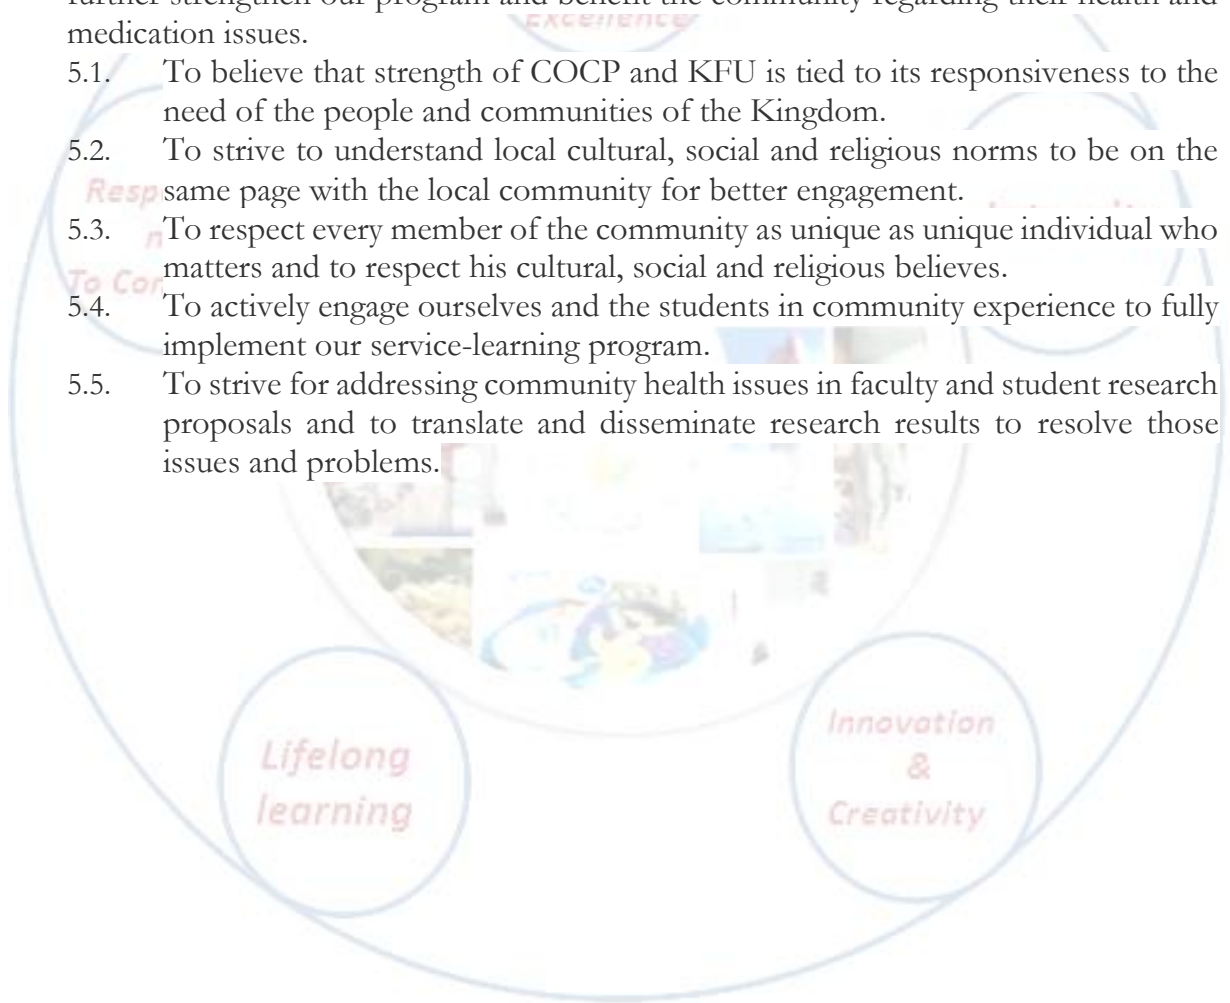 further strengthen our program and benefit the community regarding their health and
Excellence
medication issues.
5.1. To believe that strength of COCP and KFU is tied to its responsiveness to the
need of the people and communities of the Kingdom.
5.2. To strive to understand local cultural, social and religious norms to be on the
same page with the local community for better engagement.
5.3. To respect every member of the community as unique as unique individual who
To
matters and to respect his cultural, social and religious believes.
5.4. To actively engage ourselves and the students in community experience to fully
implement our service-learning program.
5.5. To strive for addressing community health issues in faculty and student research
proposals and to translate and disseminate research results to resolve those
issues and problems.
Lifelong
learning
Innovation
&
Creativity